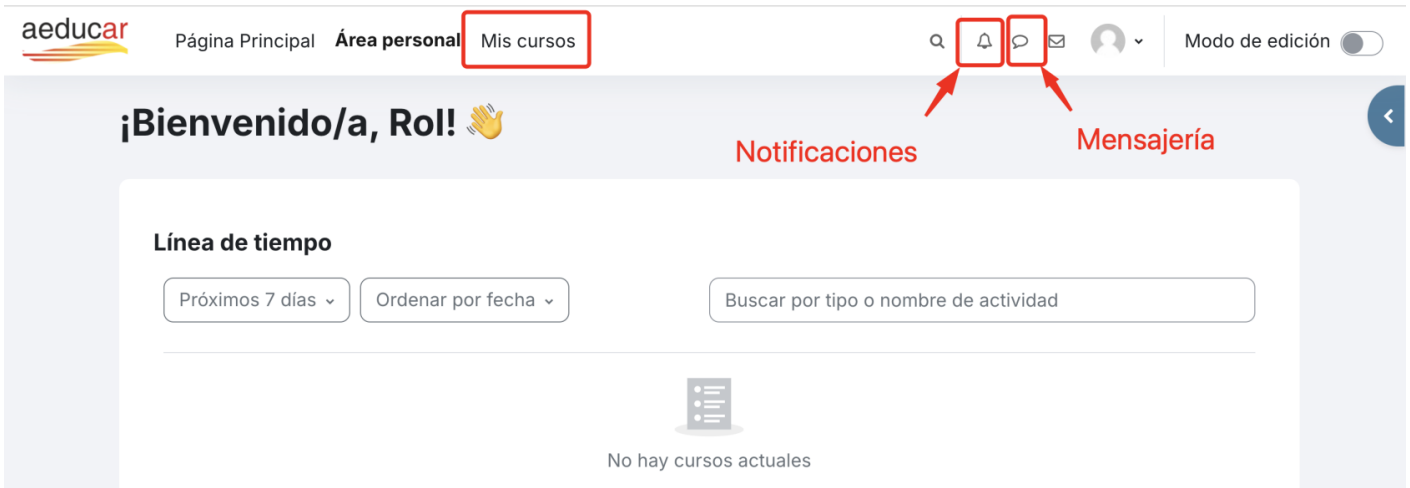 aeducar
Página Principal Área personal Mis cursos Modo de edición
¡Bienvenido/a, Rol! 👋
Notificaciones
Mensajería
Línea de tiempo
Próximos 7 días Ordenar por fecha Buscar por tipo o nombre de actividad
No hay cursos actuales